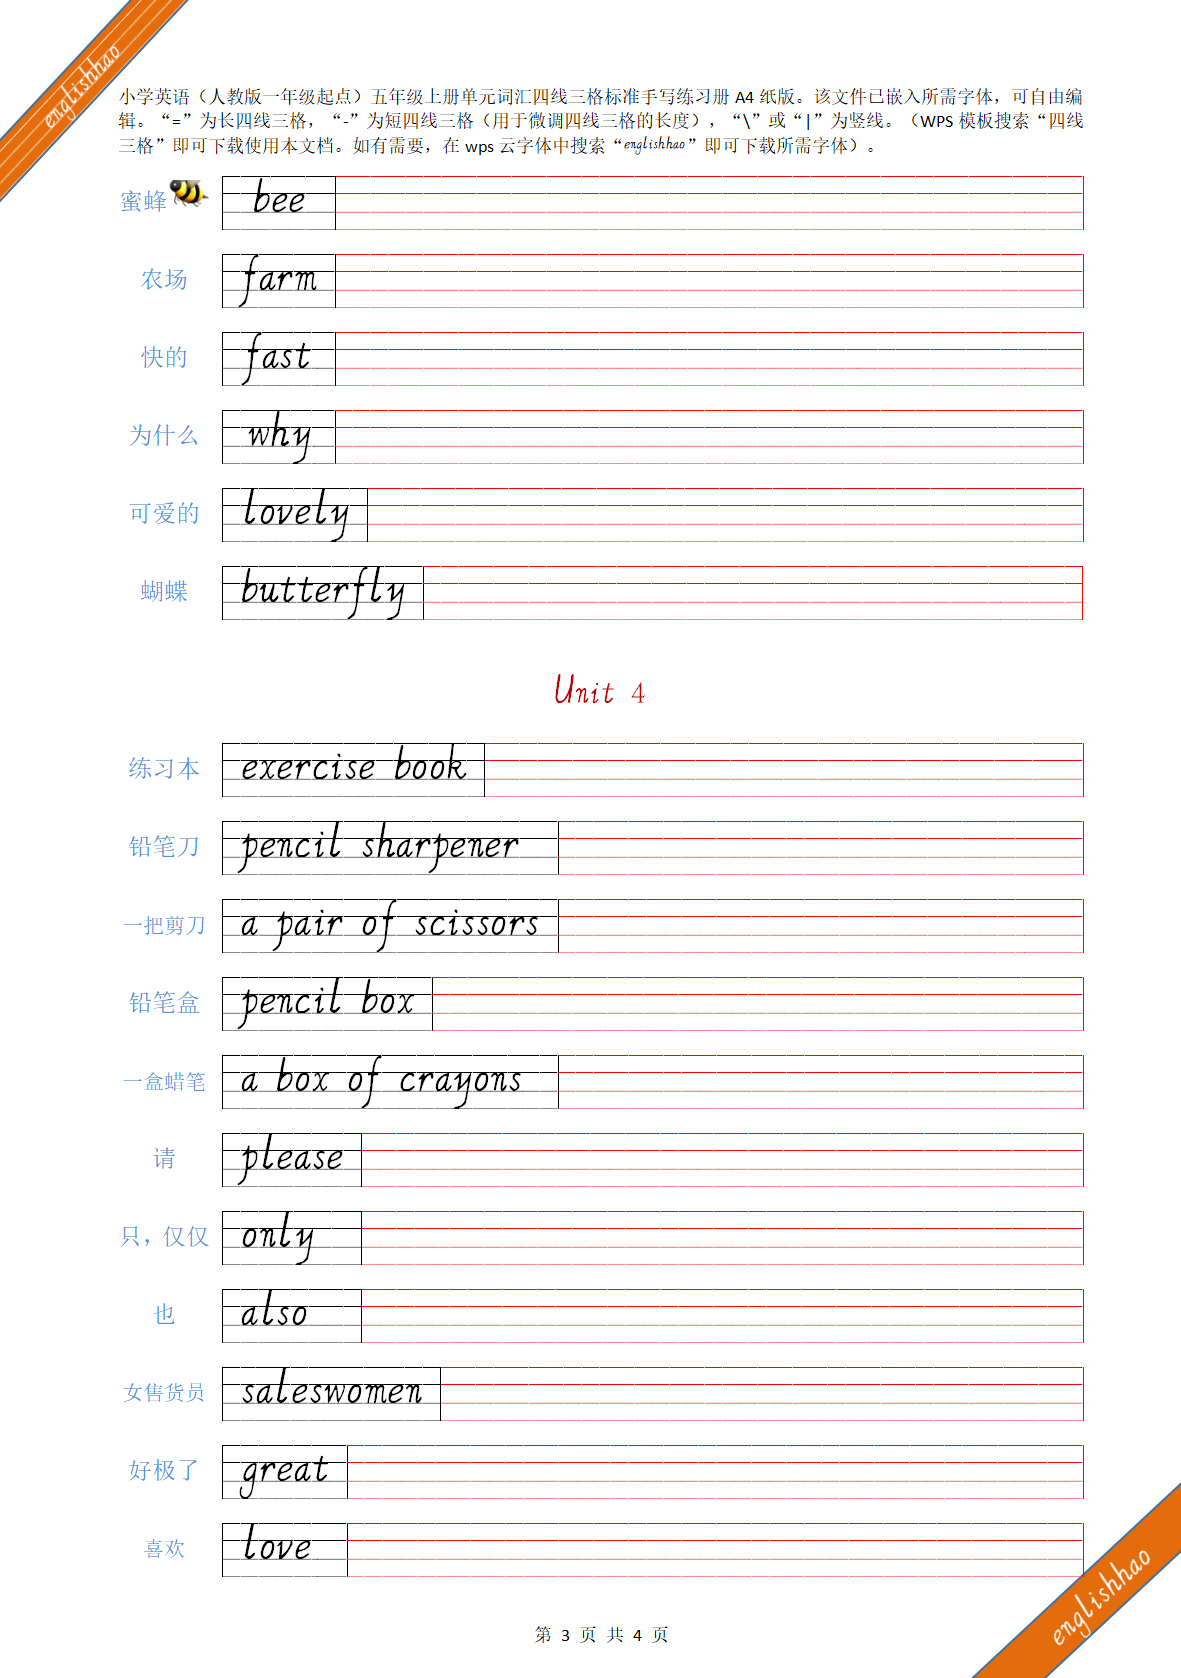 englishhao
小学英语（人教版一年级起点）五年级上册单元词汇四线三格标准手写练习册 A4 纸版。该文件已嵌入所需字体，可自由编
辑。“=”为长四线三格，“-”为短四线三格（用于微调四线三格的长度），“\”或“|”为竖线。（WPS 模板搜索“四线
三格”即可下载使用本文档。如有需要，在 wps 云字体中搜索“englishhao”即可下载所需字体）。
蜜蜂 bee
农场 farm
快的 fast
为什么 why
可爱的 lovely
蝴蝶 butterfly
Unit 4
练习本 exercise book
铅笔刀 pencil sharpener
一把剪刀 a pair of scissors
铅笔盒 pencil box
一盒蜡笔 a box of crayons
请 please
只，仅仅 only
也 also
女售货员 saleswomen
好极了 great
喜欢 love
englishhao
第 3 页 共 4 页